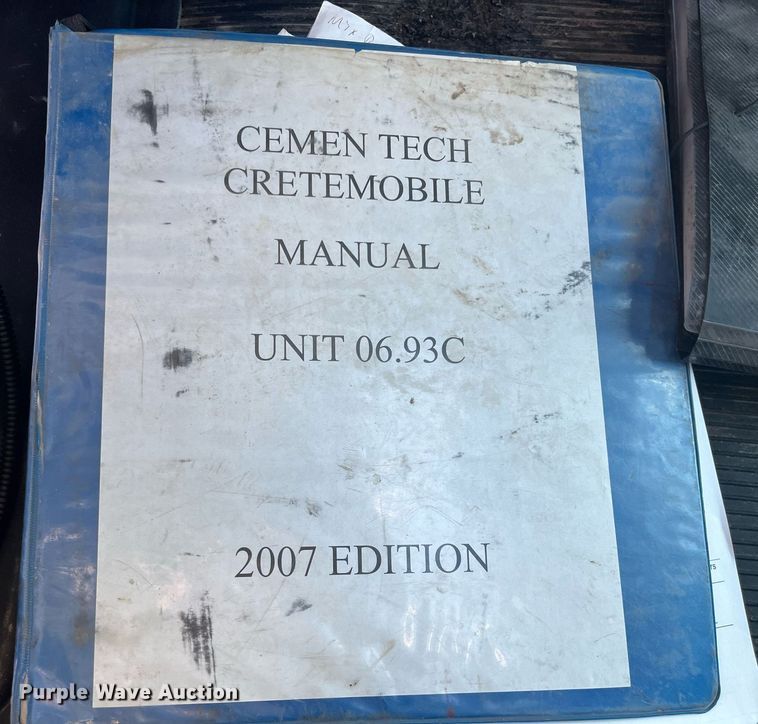 CEMEN TECH
CRETEMOBILE
MANUAL
UNIT 06.93C
2007 EDITION
Purple Wave Auction